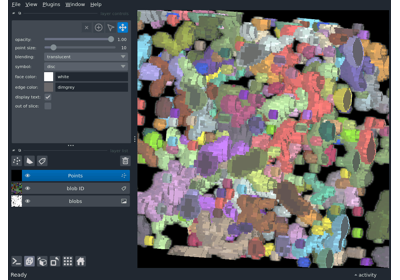 File View Plugins Window Help
opacity: 1.00
point size: 10
blending: translucent
symbol: disc
face color: white
edge color: dimgrey
display text: ✓
out of slice:
Points
blob ID
blobs
Ready
activity